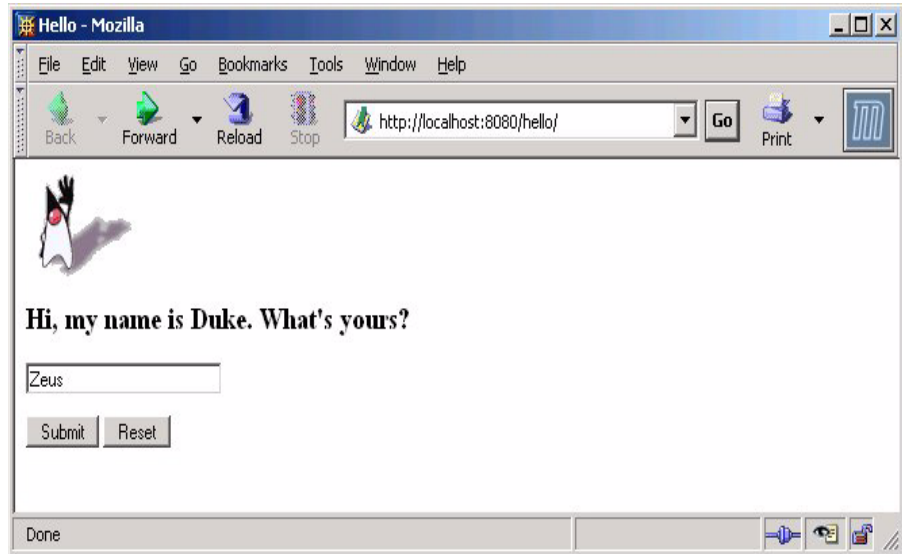 Hello - Mozilla
File Edit View Go Bookmarks Tools Window Help
Back Forward Reload Stop http://localhost:8080/hello/ Go Print
Hi, my name is Duke. What's yours?
Zeus
Submit Reset
Done